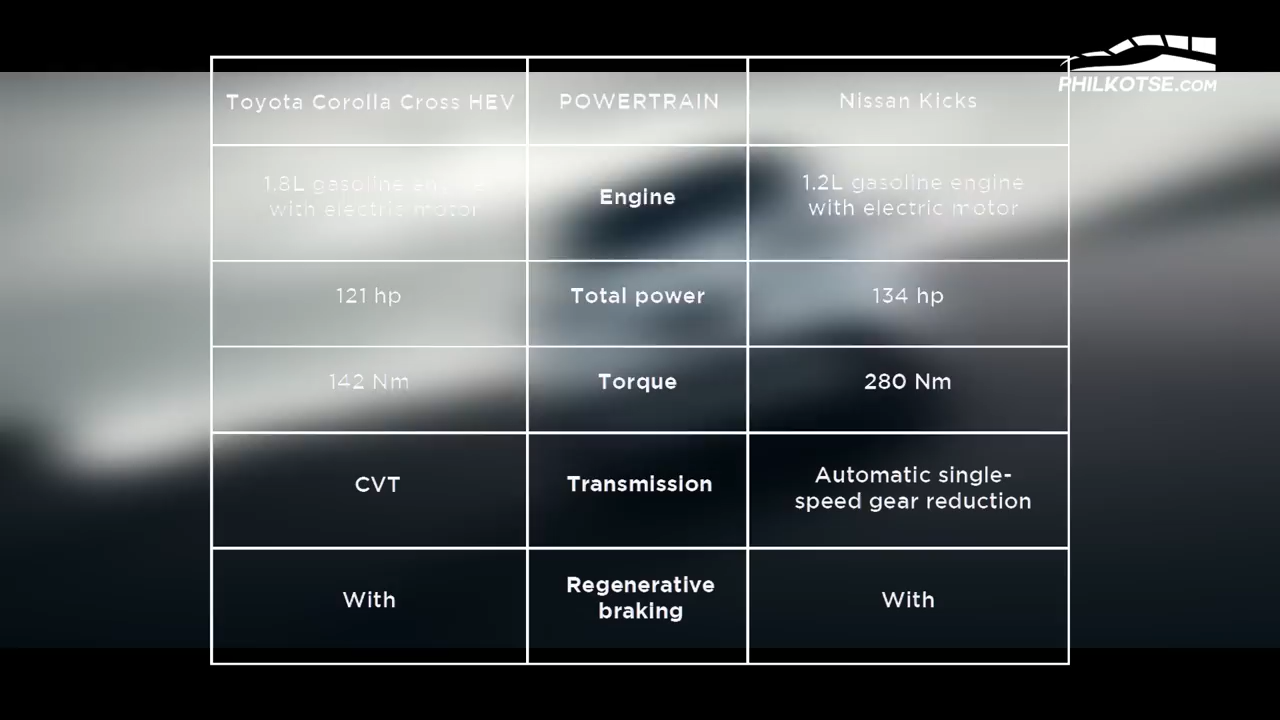 PHILKOTSE.COM
Toyota Corolla Cross HEV POWERTRAIN Nissan Kicks
1.8L gasoline engine
with electric motor
Engine
1.2L gasoline engine
with electric motor
121 hp Total power 134 hp
142 Nm Torque 280 Nm
CVT Transmission
Automatic single-
speed gear reduction
With
Regenerative
braking
With